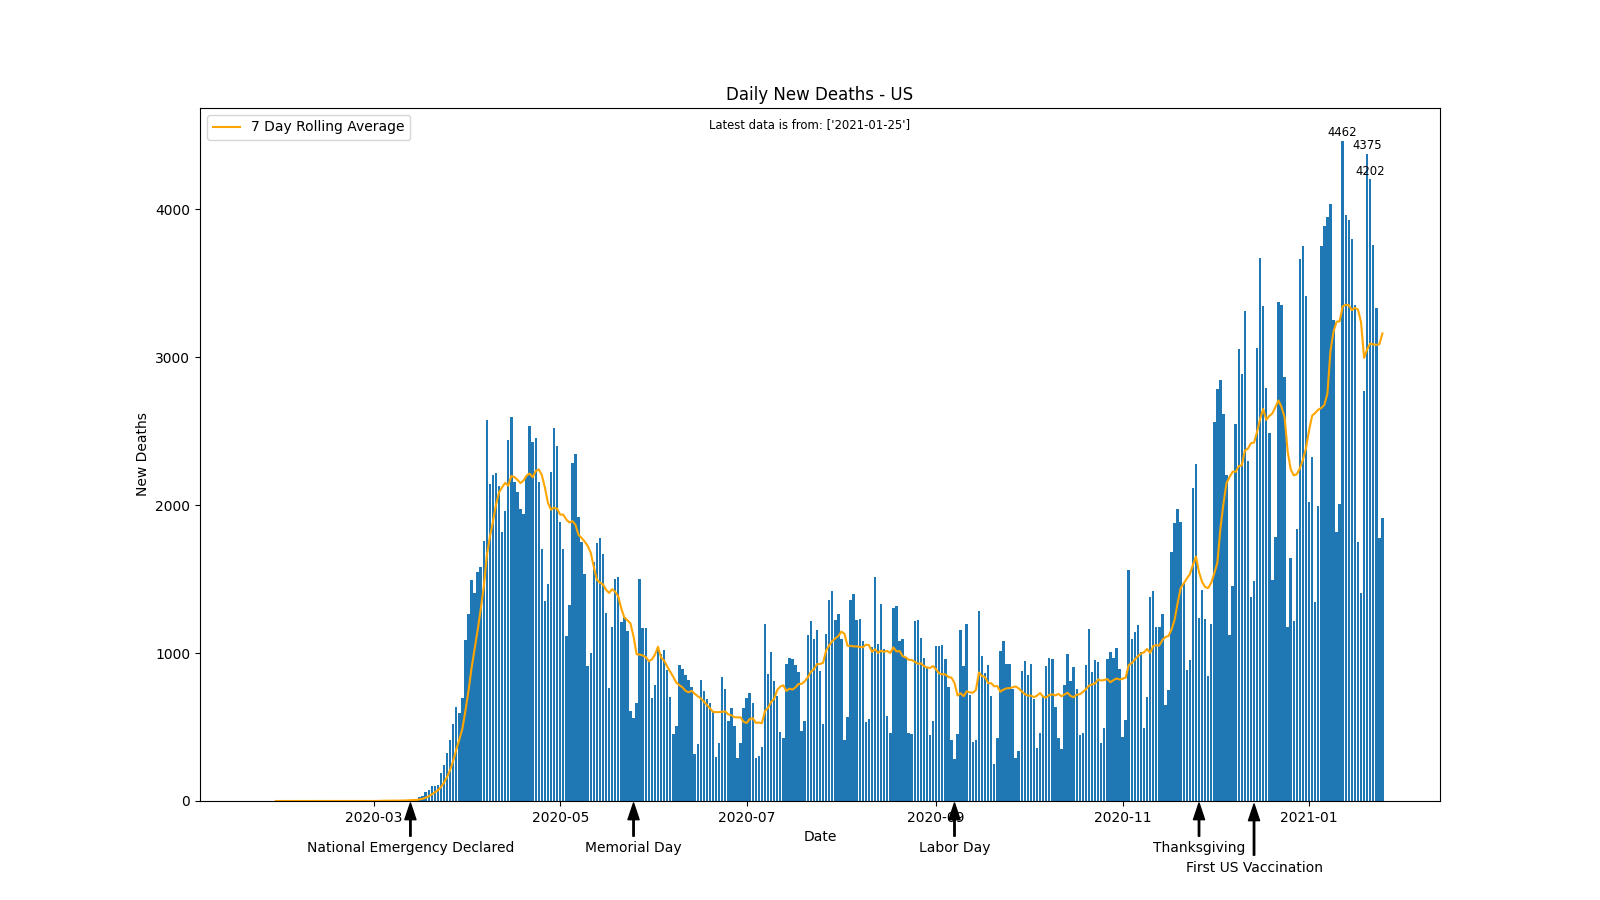 Daily New Deaths - US
7 Day Rolling Average
Latest data is from: ['2021-01-25']
4462
4375
4202
4000
3000
2000
1000
0
New Deaths
2020-03
2020-05
2020-07
2020-09
2020-11
2021-01
Date
National Emergency Declared
Memorial Day
Labor Day
Thanksgiving
First US Vaccination